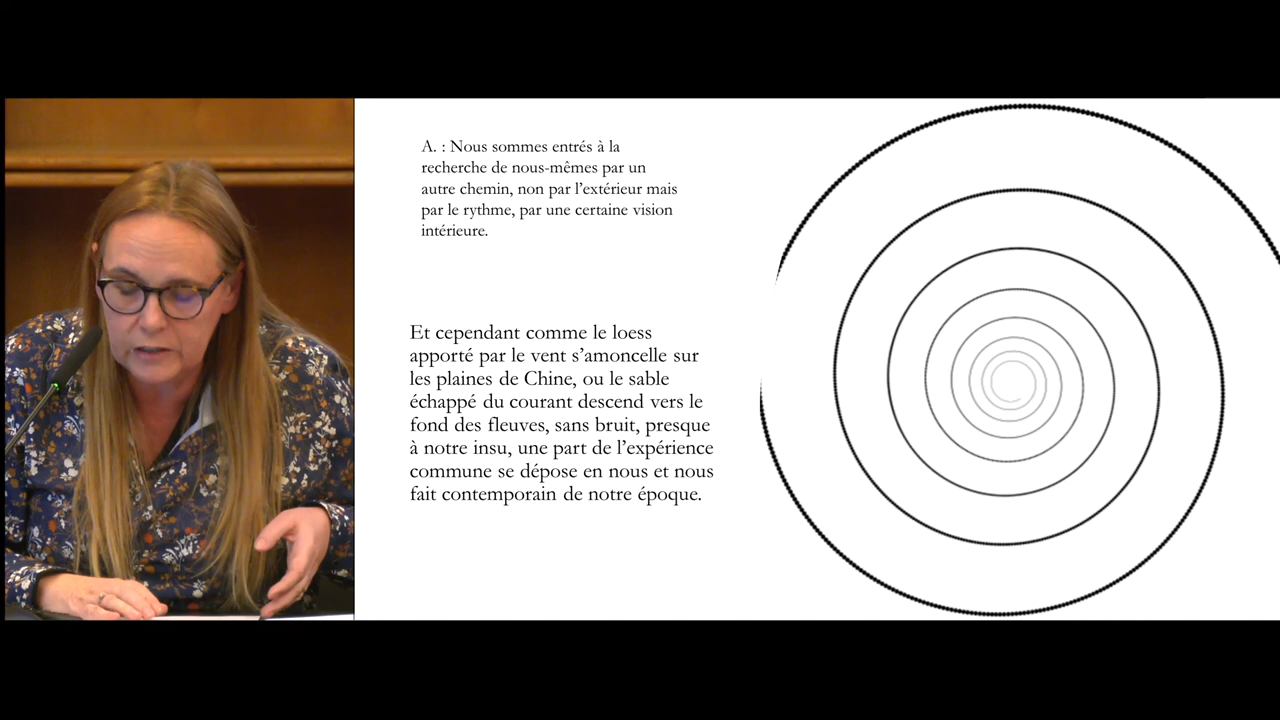 A. : Nous sommes entrés à la
recherche de nous-mêmes par un
autre chemin, non par l’extérieur mais
par le rythme, par une certaine vision
intérieure.
Et cependant comme le loess
apporté par le vent s’amoncelle sur
les plaines de Chine, ou le sable
échappé du courant descend vers le
fond des fleuves, sans bruit, presque
à notre insu, une part de l’expérience
commune se dépose en nous et nous
fait contemporain de notre époque.